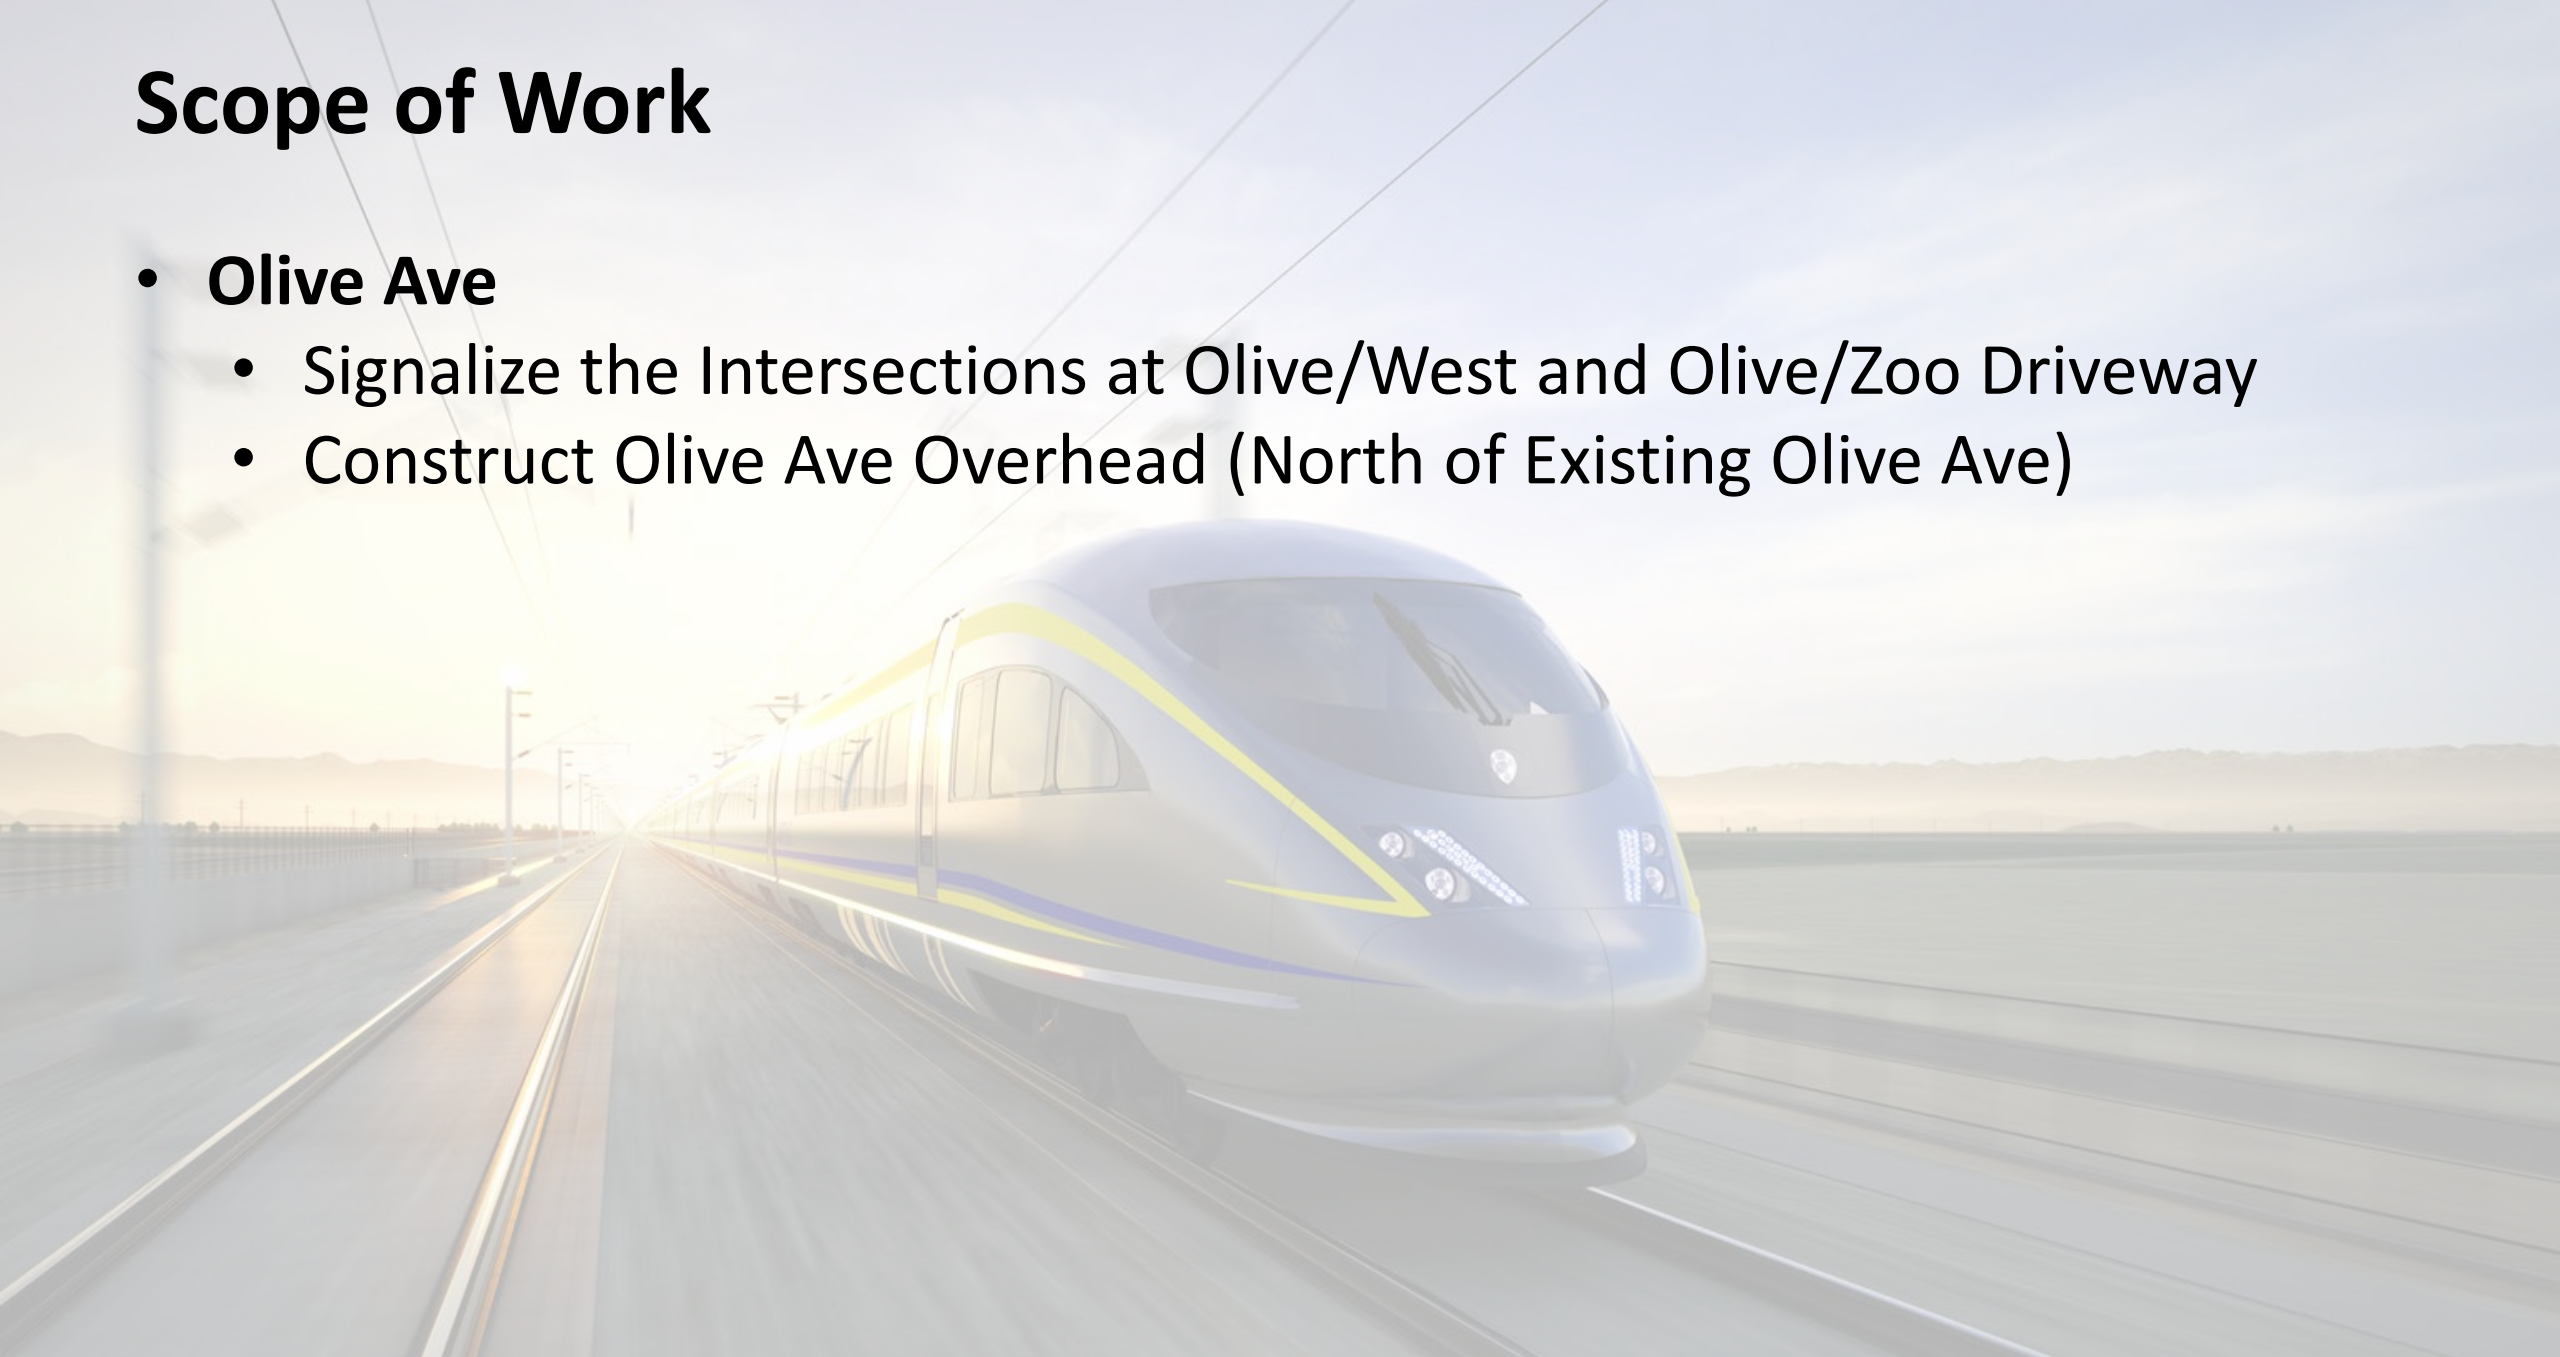 Scope of Work
• Olive Ave
• Signalize the Intersections at Olive/West and Olive/Zoo Driveway
• Construct Olive Ave Overhead (North of Existing Olive Ave)